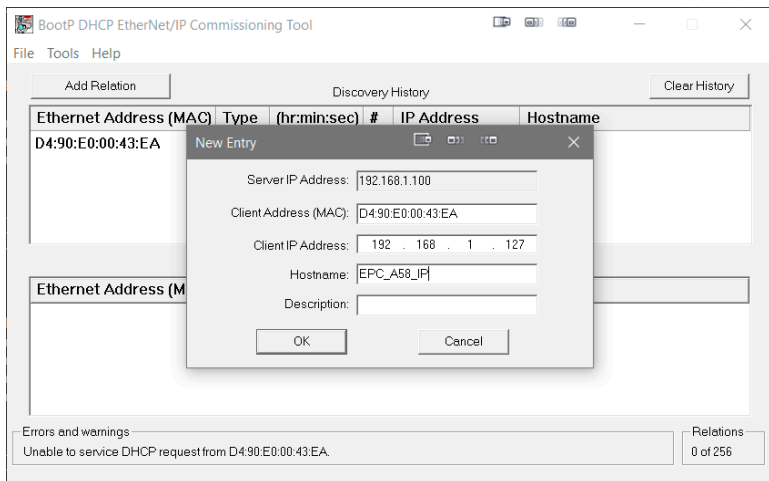 BootP DHCP EtherNet/IP Commissioning Tool
File Tools Help
Add Relation
Discovery History
Clear History
Ethernet Address (MAC) Type (hr:min:sec) # IP Address Hostname
D4:90:E0:00:43:EA
New Entry
Server IP Address: 192.168.1.100
Client Address (MAC): D4:90:E0:00:43:EA
Client IP Address: 192 . 168 . 1 . 127
Hostname: EPC_A58_IP
Description:
OK Cancel
Ethernet Address (M
Errors and warnings
Unable to service DHCP request from D4:90:E0:00:43:EA.
Relations
0 of 256